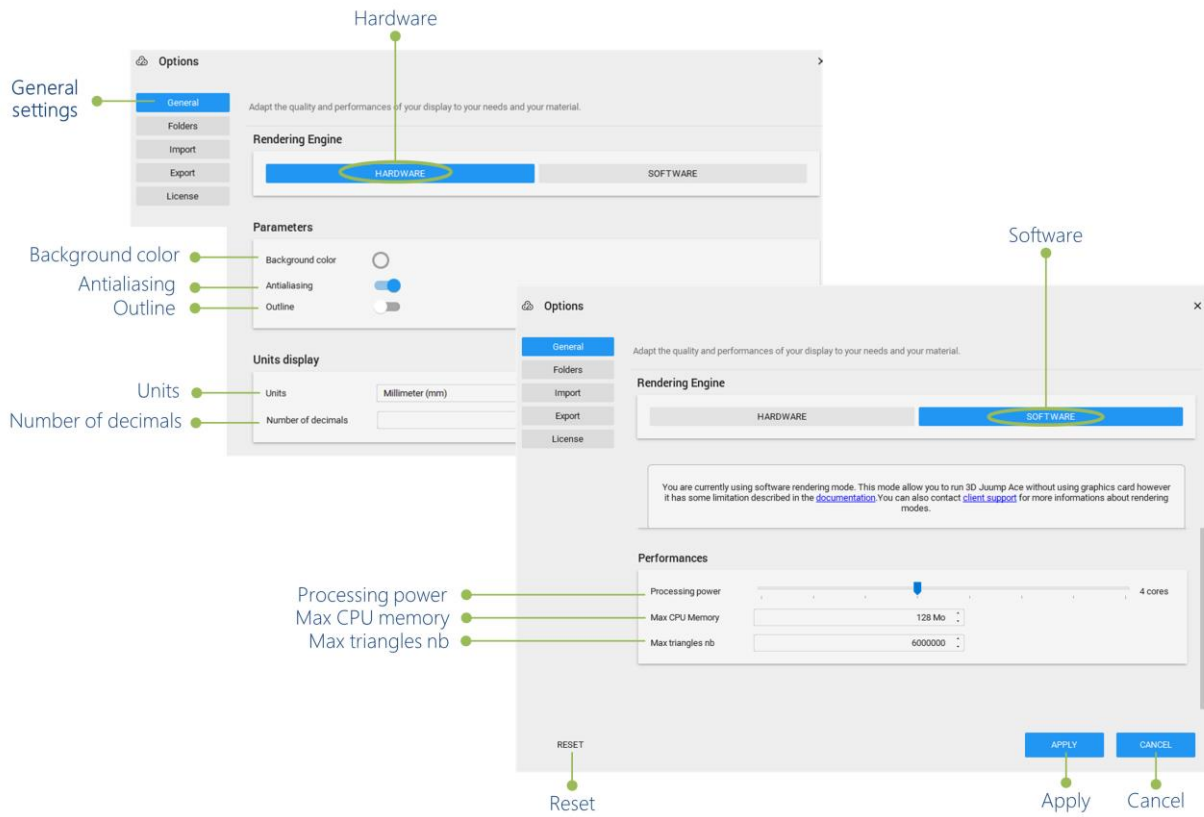 Hardware
Options
General settings
General
Adapt the quality and performances of your display to your needs and your material.
Folders
Import
Export
License
Rendering Engine
HARDWARE SOFTWARE
Parameters
Background color
Background color
Antialiasing
Antialiasing
Outline
Outline
Units display
Units
Units Millimeter (mm)
Number of decimals
Number of decimals
Software
Options
General
Adapt the quality and performances of your display to your needs and your material.
Folders
Import
Export
License
Rendering Engine
HARDWARE SOFTWARE
You are currently using software rendering mode. This mode allow you to run 3D Juump Ace without using graphics card however
it has some limitation described in the documentation.You can also contact client support for more informations about rendering
modes.
Performances
Processing power
Processing power 4 cores
Max CPU memory
Max CPU Memory 128 Mo
Max triangles nb
Max triangles nb 6000000
RESET APPLY CANCEL
Reset Apply Cancel